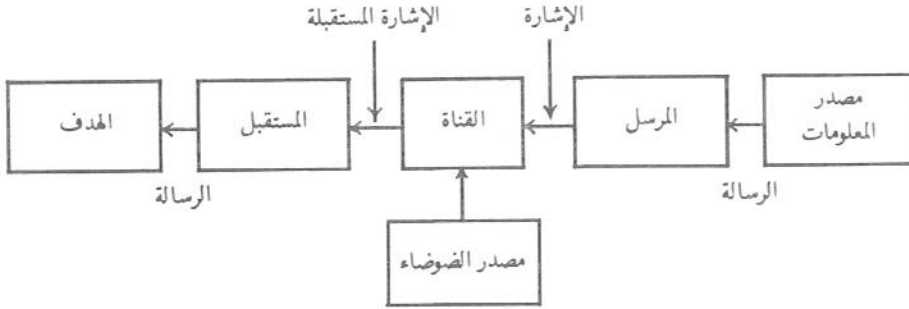 الإشارة
الإشارة المستقبلة
مصدر
المعلومات
المرسل
القناة
المستقبل
الهدف
الرسالة
الرسالة
مصدر الضوضاء